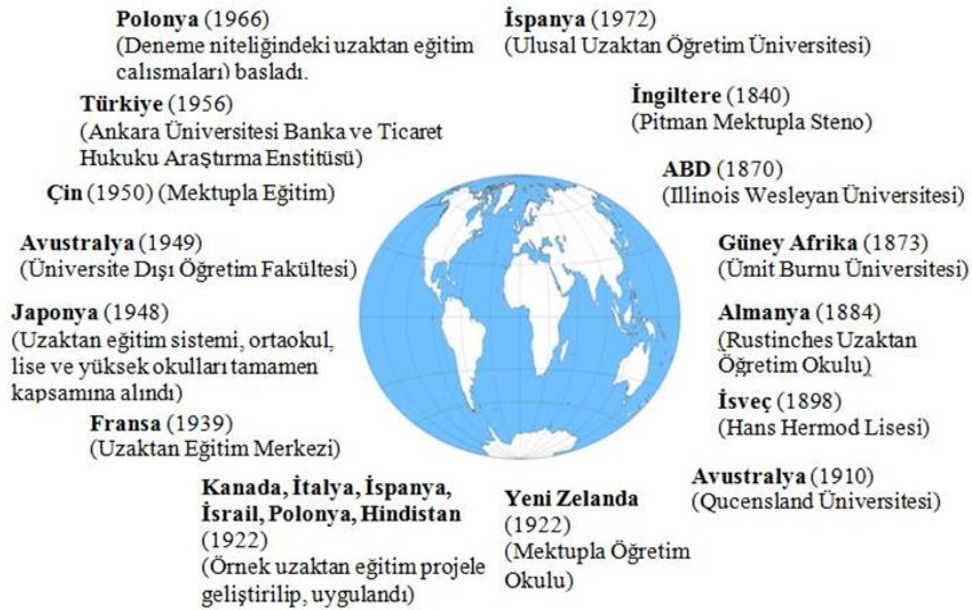 Polonya (1966)
(Deneme niteliğindeki uzaktan eğitim
calısmaları) basladı.
İspanya (1972)
(Ulusal Uzaktan Öğretim Üniversitesi)
Türkiye (1956)
(Ankara Üniversitesi Banka ve Ticaret
Hukuku Araştırma Enstitüsü)
İngiltere (1840)
(Pitman Mektupla Steno)
Çin (1950) (Mektupla Eğitim)
ABD (1870)
(Illinois Wesleyan Üniversitesi)
Avustralya (1949)
(Üniversite Dışı Öğretim Fakültesi)
Güney Afrika (1873)
(Ümit Burnu Üniversitesi)
Japonya (1948)
(Uzaktan eğitim sistemi, ortaokul,
lise ve yüksek okulları tamamen
kapsamına alındı)
Almanya (1884)
(Rustinches Uzaktan
Öğretim Okulu)
Fransa (1939)
(Uzaktan Eğitim Merkezi)
İsveç (1898)
(Hans Hermod Lisesi)
Kanada, İtalya, İspanya,
İsrail, Polonya, Hindistan
(1922)
(Örnek uzaktan eğitim projele
geliştirilip, uygulandı)
Yeni Zelanda
(1922)
(Mektupla Öğretim
Okulu)
Avustralya (1910)
(Qucensland Üniversitesi)